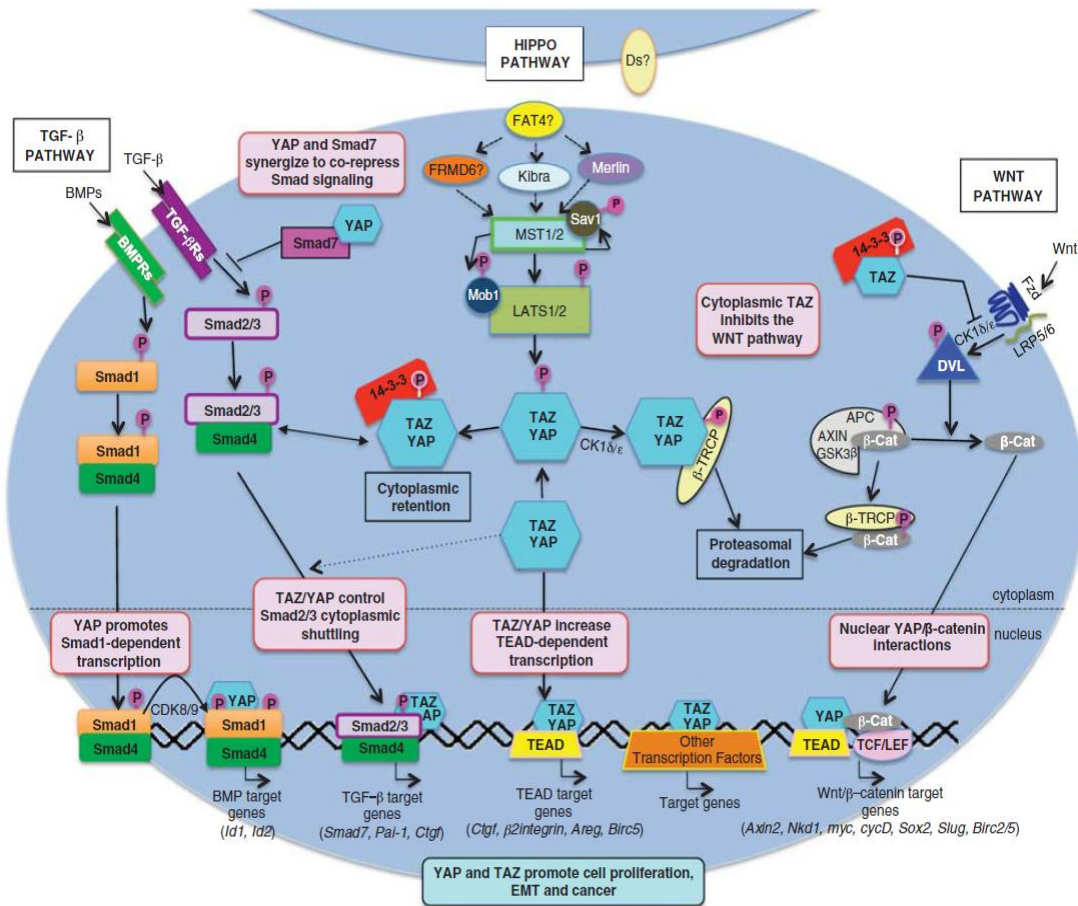 HIPPO
PATHWAY
Ds?
TGF- β
PATHWAY
TGF-β
BMPs
BMPRs
TGF-βRs
YAP and Smad7
synergize to co-repress
Smad signaling
YAP
Smad7
FAT4?
FRMD6?
Kibra
Merlin
Sav1
P
MST1/2
P
P
Mob1
LATS1/2
WNT
PATHWAY
Wnt
14-3-3
P
TAZ
Fzd
CK1δ/ε
LRP5/6
P
DVL
Cytoplasmic TAZ
inhibits the
WNT pathway
P
Smad2/3
P
Smad1
P
Smad2/3
Smad4
P
Smad1
Smad4
14-3-3
P
TAZ
YAP
Cytoplasmic
retention
P
TAZ
YAP
CK1δ/ε
TAZ
YAP
P
β-TRCP
APC
P
AXIN
β-Cat
GSK3β
β-Cat
β-TRCP
P
β-Cat
Proteasomal
degradation
TAZ
YAP
cytoplasm
nucleus
YAP promotes
Smad1-dependent
transcription
TAZ/YAP control
Smad2/3 cytoplasmic
shuttling
TAZ/YAP increase
TEAD-dependent
transcription
Nuclear YAP/β-catenin
interactions
P
Smad1
Smad4
CDK8/9
P
YAP
P
Smad1
Smad4
P
TAZ
YAP
Smad2/3
Smad4
TAZ
YAP
TEAD
TAZ
YAP
Other
Transcription Factors
YAP
TEAD
β-Cat
TCF/LEF
BMP target
genes
(Id1, Id2)
TGF–β target
genes
(Smad7, Pai-1, Ctgf)
TEAD target
genes
(Ctgf, β2integrin, Areg, Birc5)
Target genes
Wnt/β–catenin target
genes
(Axin2, Nkd1, myc, cycD, Sox2, Slug, Birc2/5)
YAP and TAZ promote cell proliferation,
EMT and cancer